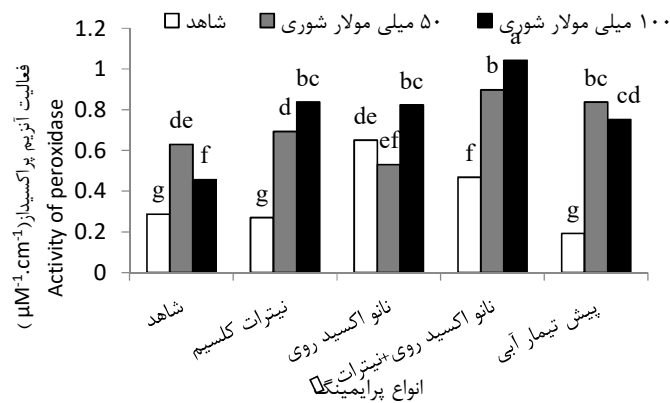 شاهد ۵۰ میلی مولار شوری ۱۰۰ میلی مولار شوری
فعالیت آنزیم پراکسیداز(μM-1.cm-1 )
Activity of peroxidase
1.2
1
0.8
0.6
0.4
0.2
0
g de f
g d bc
de ef bc
f b a
g bc cd
شاهد
نیترات کلسیم
نانو اکسید روی
نانو اکسید روی+نیترات
پیش تیمار آبی
انواع پرایمینگ